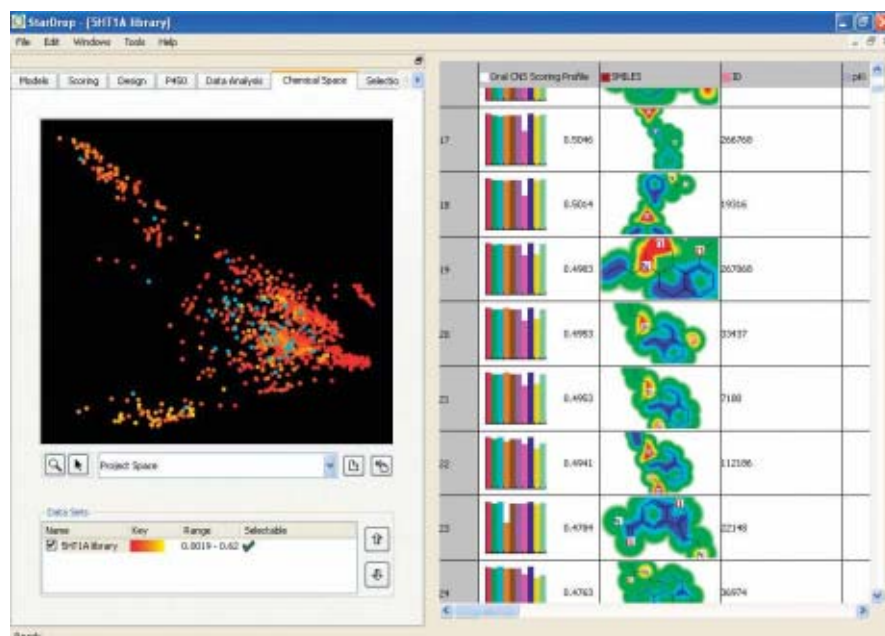 StarDrop - [5HT1A library]
File Edit Windows Tools Help
Models Scoring Design P450 Data Analysis Chemical Space Selectio
Project Space
Data Sets
Name Key Range Selectable
5HT1A library 0.0019 - 0.62
Oral CNS Scoring Profile SMILES ID
17 0.5046 266768
18 0.5014 19316
19 0.4983 267868
20 0.4953 33437
21 0.4953 7188
22 0.4941 112186
23 0.4784 22148
24 0.4763 36974
Ready